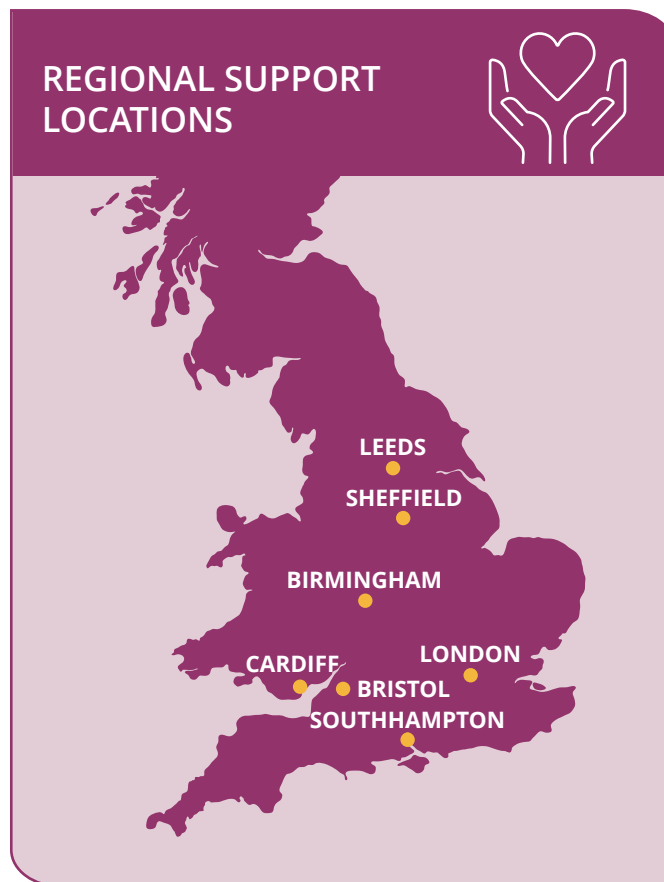 REGIONAL SUPPORT
LOCATIONS
LEEDS
SHEFFIELD
BIRMINGHAM
CARDIFF
LONDON
BRISTOL
SOUTHHAMPTON